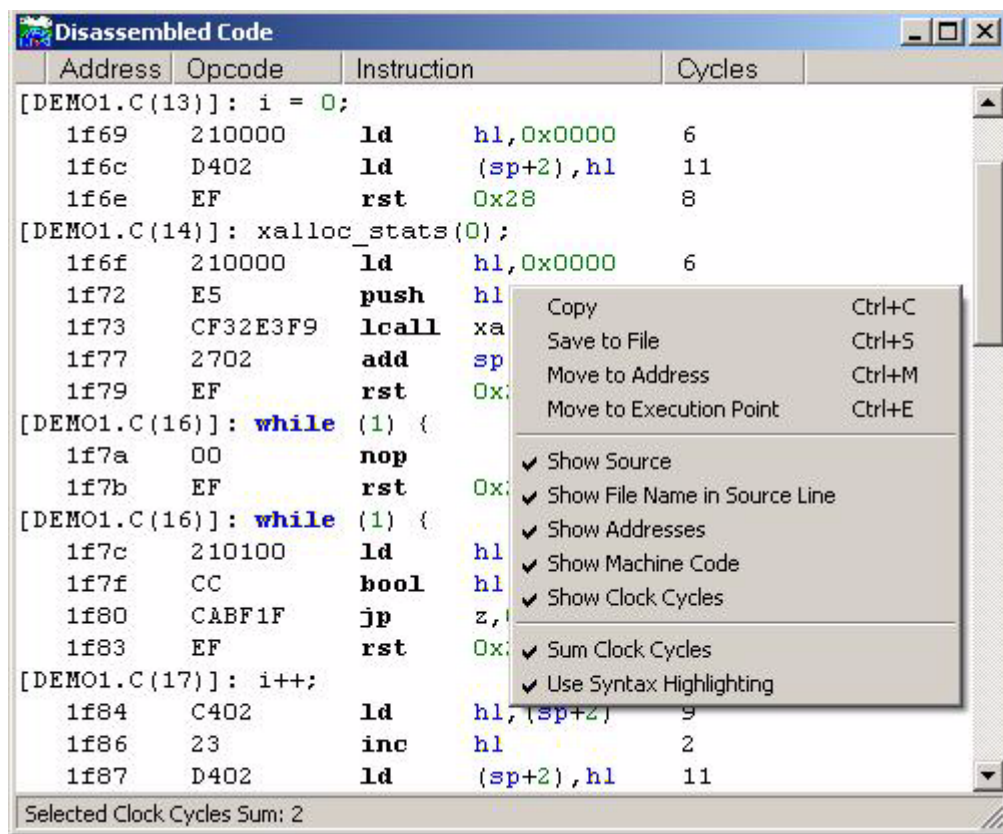 Disassembled Code
Address Opcode Instruction Cycles
[DEMO1.C(13)]: i = 0;
1f69 210000 ld hl,0x0000 6
1f6c D402 ld (sp+2),hl 11
1f6e EF rst 0x28 8
[DEMO1.C(14)]: xalloc_stats(0);
1f6f 210000 ld hl,0x0000 6
1f72 E5 push hl
1f73 CF32E3F9 lcall xa
1f77 2702 add sp
1f79 EF rst
[DEMO1.C(16)]: while (1) {
1f7a 00 nop
1f7b EF rst
[DEMO1.C(16)]: while (1) {
1f7c 210100 ld hl
1f7f CC bool hl
1f80 CABF1F jp z,
1f83 EF rst
[DEMO1.C(17)]: i++;
1f84 C402 ld hl,(sp+2) 9
1f86 23 inc hl 2
1f87 D402 ld (sp+2),hl 11
Copy Ctrl+C
Save to File Ctrl+S
Move to Address Ctrl+M
Move to Execution Point Ctrl+E
Show Source
Show File Name in Source Line
Show Addresses
Show Machine Code
Show Clock Cycles
Sum Clock Cycles
Use Syntax Highlighting
Selected Clock Cycles Sum: 2